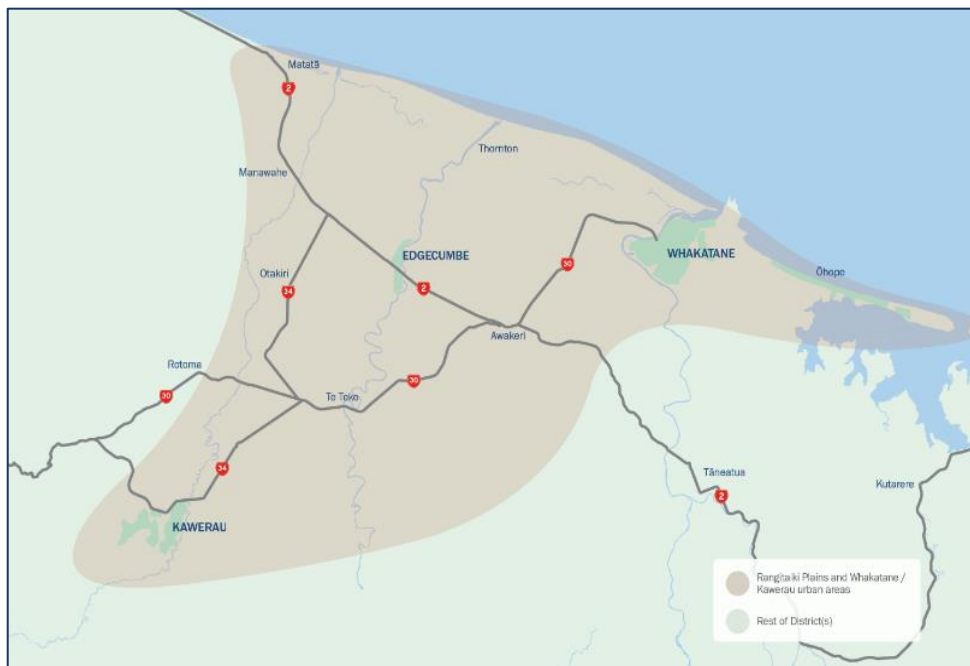 Matatā
2
Thornton
Manawahe
EDGECUMBE
WHAKATANE
30
Otakiri
34
2
Ōhope
Awakeri
Rotoma
30
30
Te Teko
34
Tāneatua
2
Kutarere
KAWERAU
Rangitaiki Plains and Whakatane /
Kawerau urban areas
Rest of District(s)